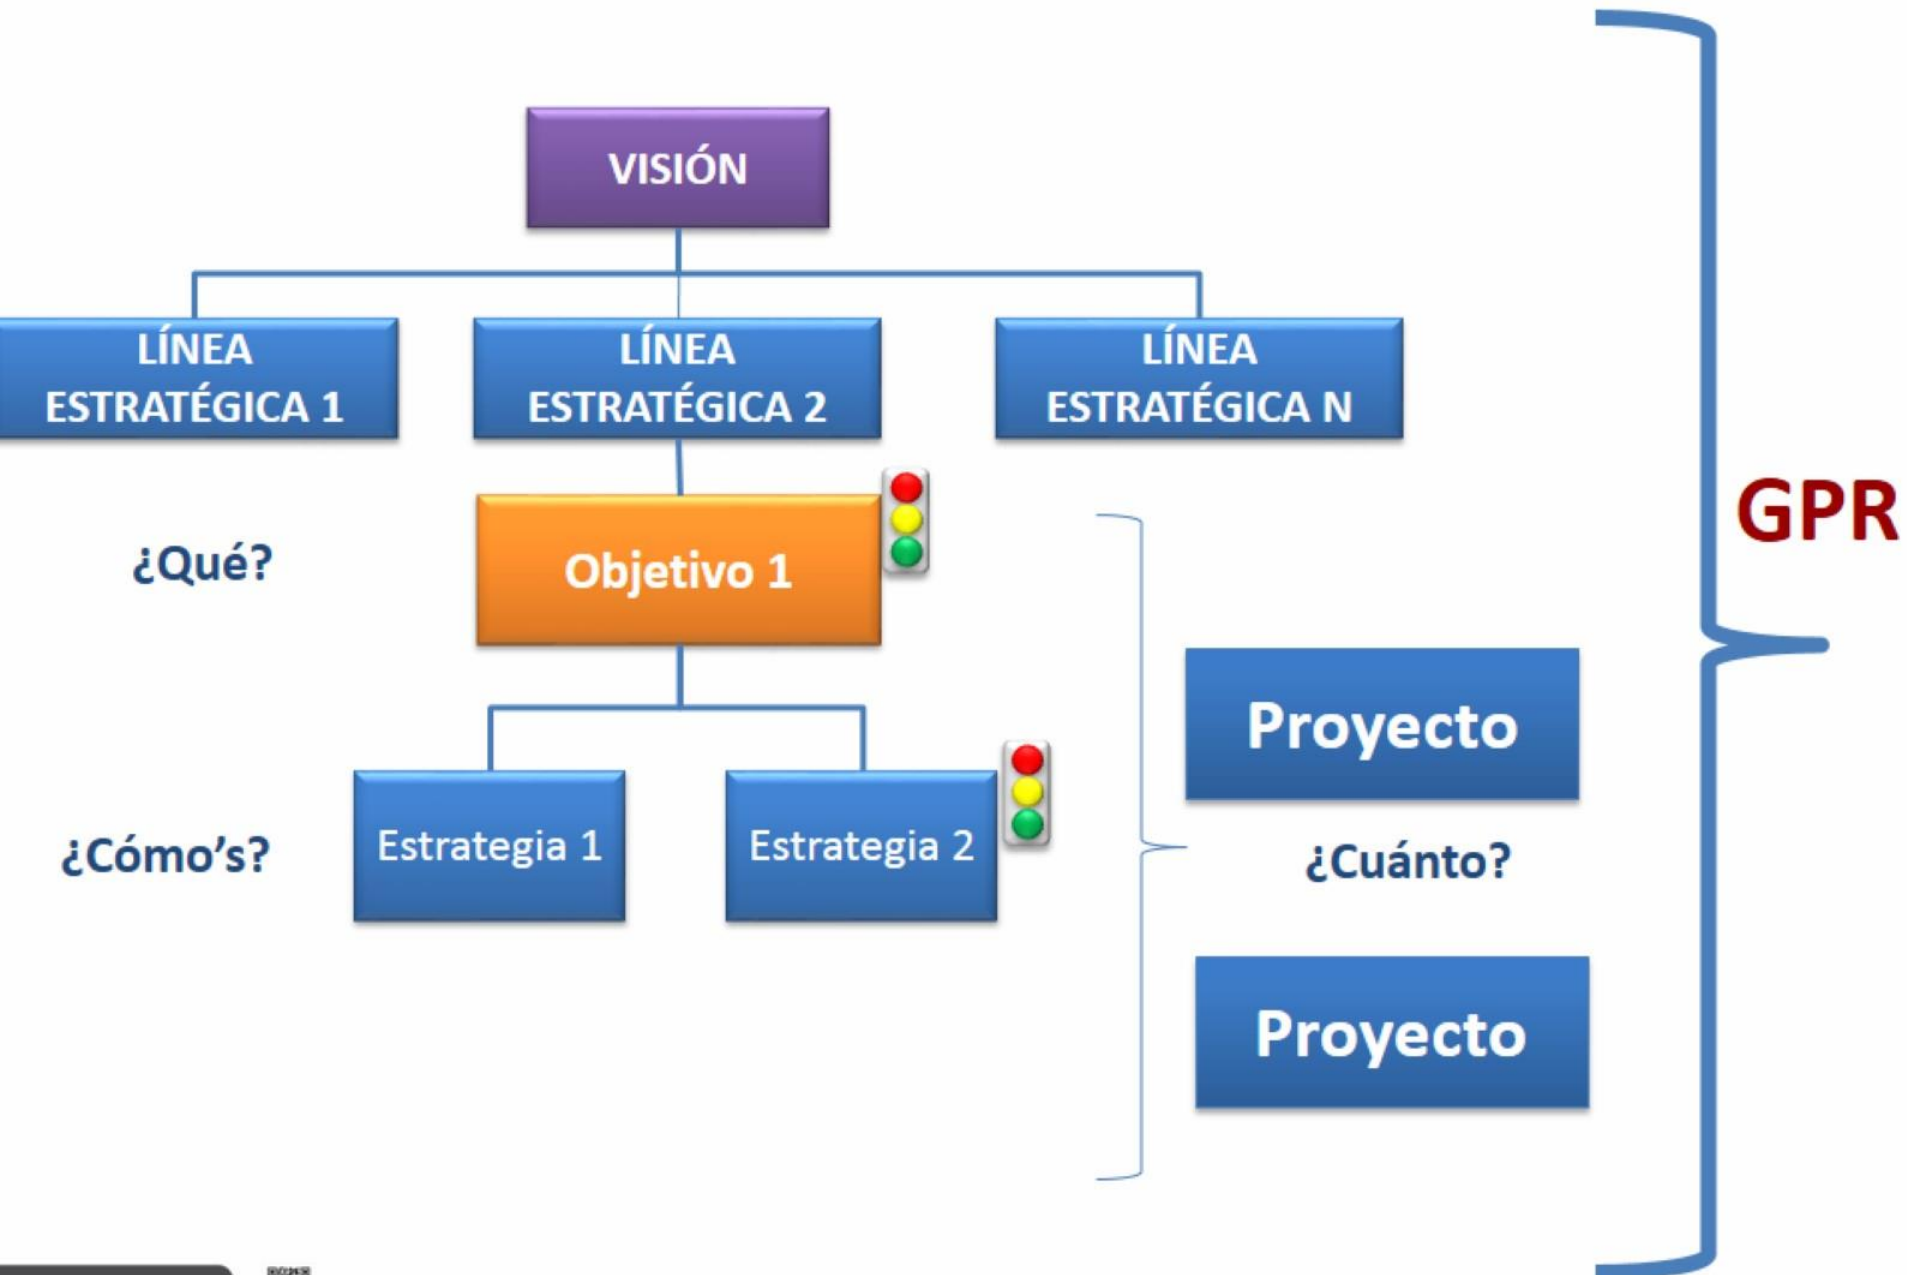 VISIÓN
LÍNEA
ESTRATÉGICA 1
LÍNEA
ESTRATÉGICA 2
LÍNEA
ESTRATÉGICA N
GPR
¿Qué?
Objetivo 1
Proyecto
¿Cómo's?
Estrategia 1
Estrategia 2
¿Cuánto?
Proyecto